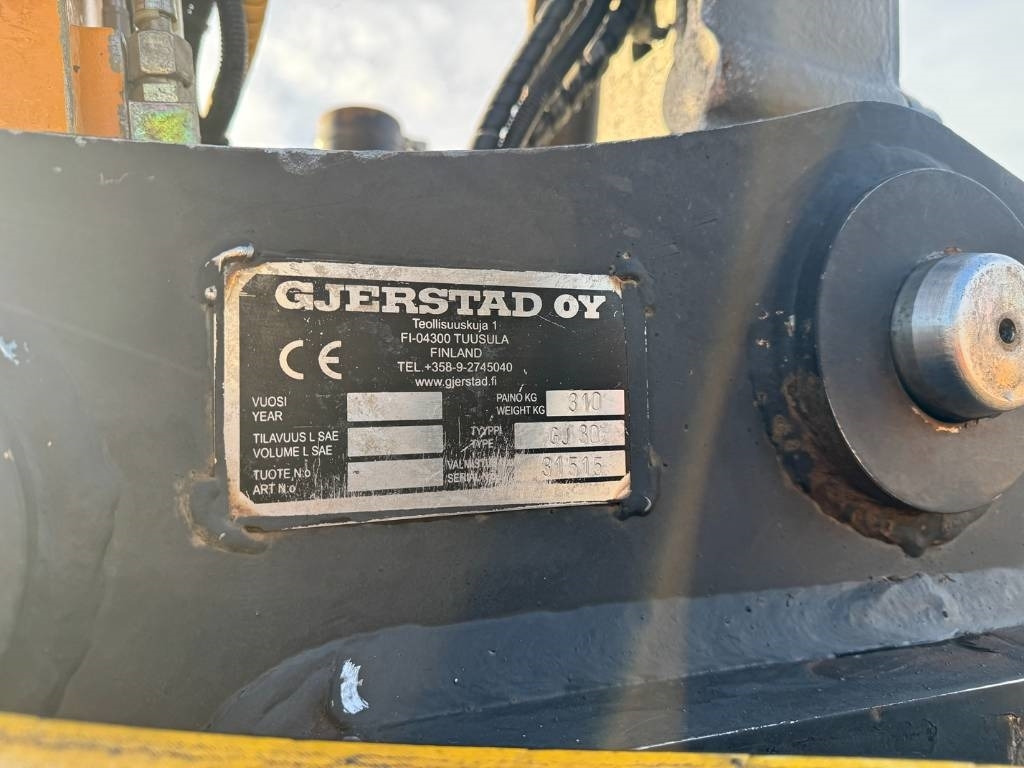 GJERSTAD OY
Teollisuuskuja 1
FI-04300 TUUSULA
FINLAND
TEL.+358-9-2745040
www.gjerstad.fi
CE
VUOSI
YEAR
PAINO KG
WEIGHT KG
310
TILAVUUS L SAE
VOLUME L SAE
TYYPPI
TYPE
GJ 30
TUOTE N:o
ART N:o
31515